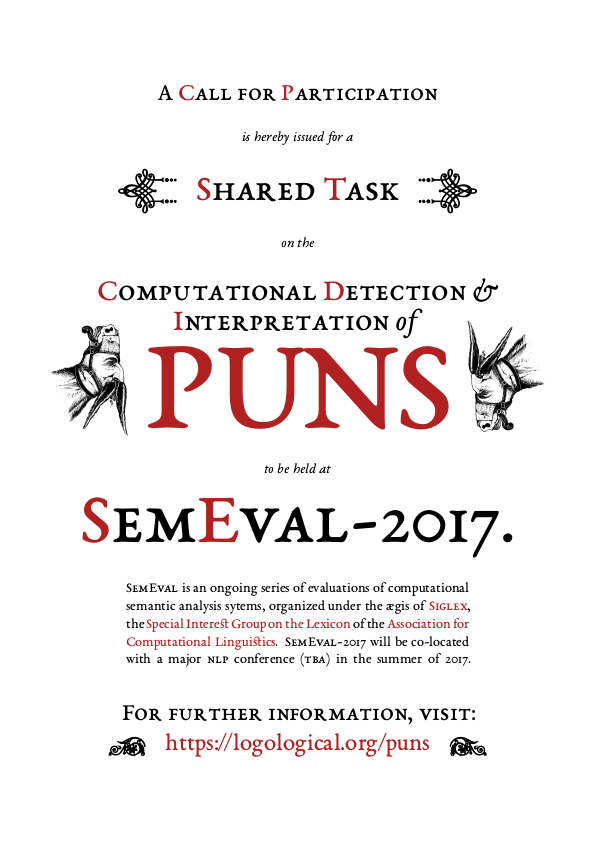 A Call for Participation
is hereby issued for a
Shared Task
on the
Computational Detection &
Interpretation of
PUNS
to be held at
SemEval-2017.
SemEval is an ongoing series of evaluations of computational
semantic analysis sytems, organized under the ægis of Siglex,
the Special Interest Group on the Lexicon of the Association for
Computational Linguistics. SemEval-2017 will be co-located
with a major NLP conference (TBA) in the summer of 2017.
For further information, visit:
https://logological.org/puns